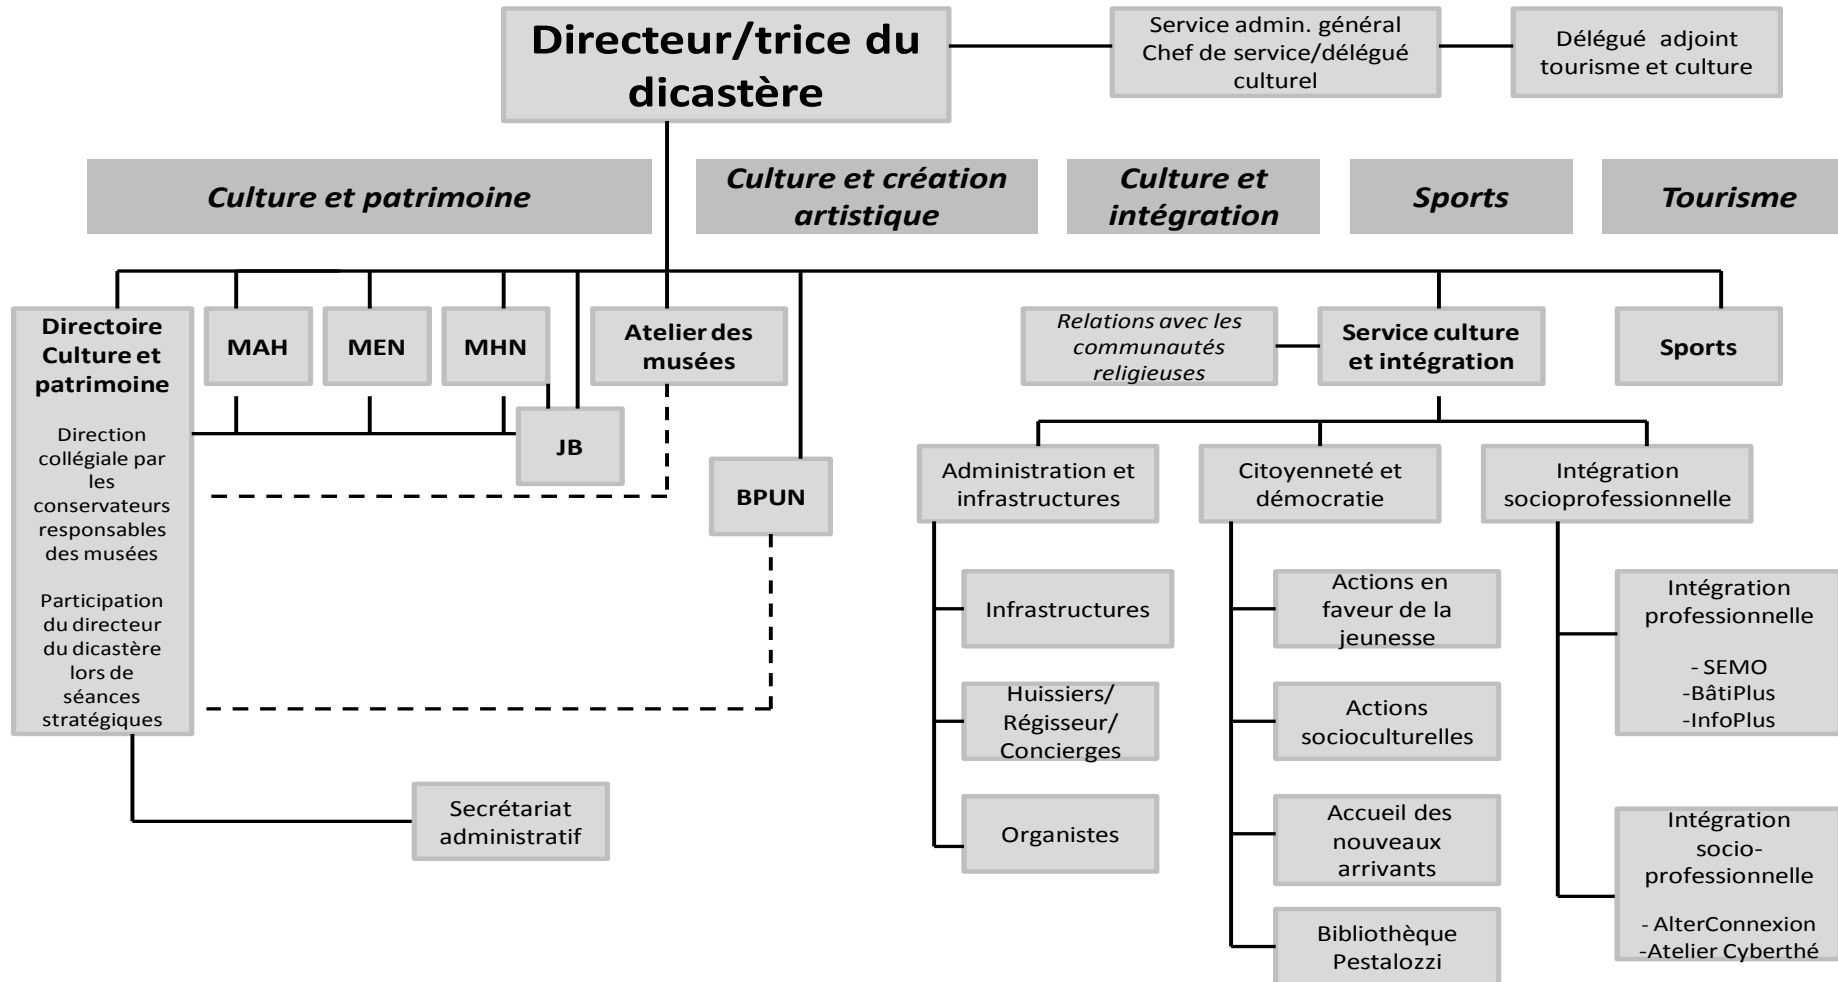 Directeur/trice du
dicastère
Service admin. général
Chef de service/délégué
culturel
Délégué adjoint
tourisme et culture
Culture et patrimoine
Culture et création
artistique
Culture et
intégration
Sports
Tourisme
Directoire
Culture et
patrimoine
Direction
collégiale par
les
conservateurs
responsables
des musées
Participation
du directeur
du dicastère
lors de
séances
stratégiques
MAH
MEN
MHN
JB
Atelier des
musées
BPUN
Relations avec les
communautés
religieuses
Service culture
et intégration
Sports
Administration et
infrastructures
Citoyenneté et
démocratie
Intégration
socioprofessionnelle
Infrastructures
Huissiers/
Régisseur/
Concierges
Organistes
Actions en
faveur de la
jeunesse
Actions
socioculturelles
Accueil des
nouveaux
arrivants
Bibliothèque
Pestalozzi
Intégration
professionnelle
- SEMO
-BâtiPlus
-InfoPlus
Intégration
socio-
professionnelle
- AlterConnexion
-Atelier Cyberthé
Secrétariat
administratif